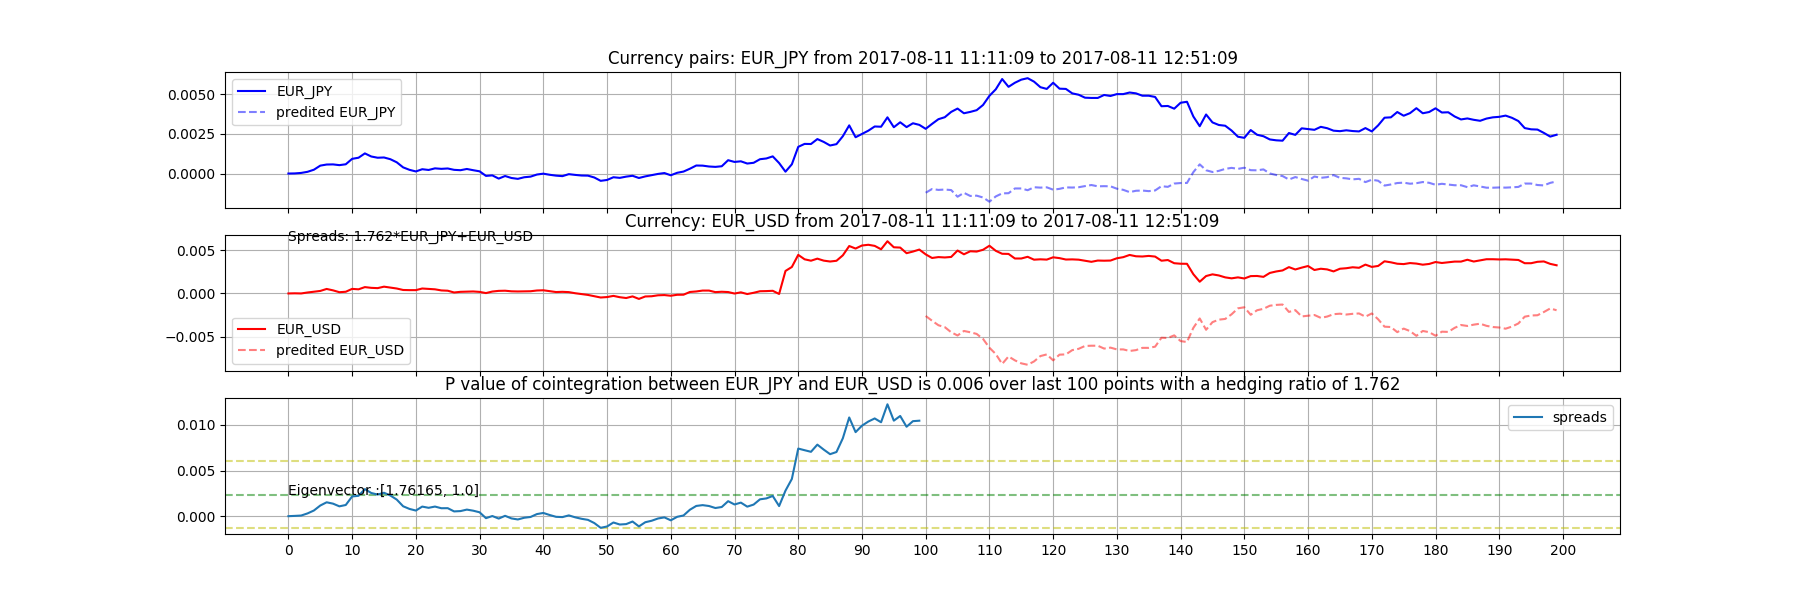 Currency pairs: EUR_JPY from 2017-08-11 11:11:09 to 2017-08-11 12:51:09
0.0050
0.0025
0.0000
EUR_JPY
predited EUR_JPY
Currency: EUR_USD from 2017-08-11 11:11:09 to 2017-08-11 12:51:09
Spreads: 1.762*EUR_JPY+EUR_USD
0.005
0.000
−0.005
EUR_USD
predited EUR_USD
P value of cointegration between EUR_JPY and EUR_USD is 0.006 over last 100 points with a hedging ratio of 1.762
0.010
0.005
0.000
spreads
Eigenvector :[1.76165, 1.0]
0 10 20 30 40 50 60 70 80 90 100 110 120 130 140 150 160 170 180 190 200